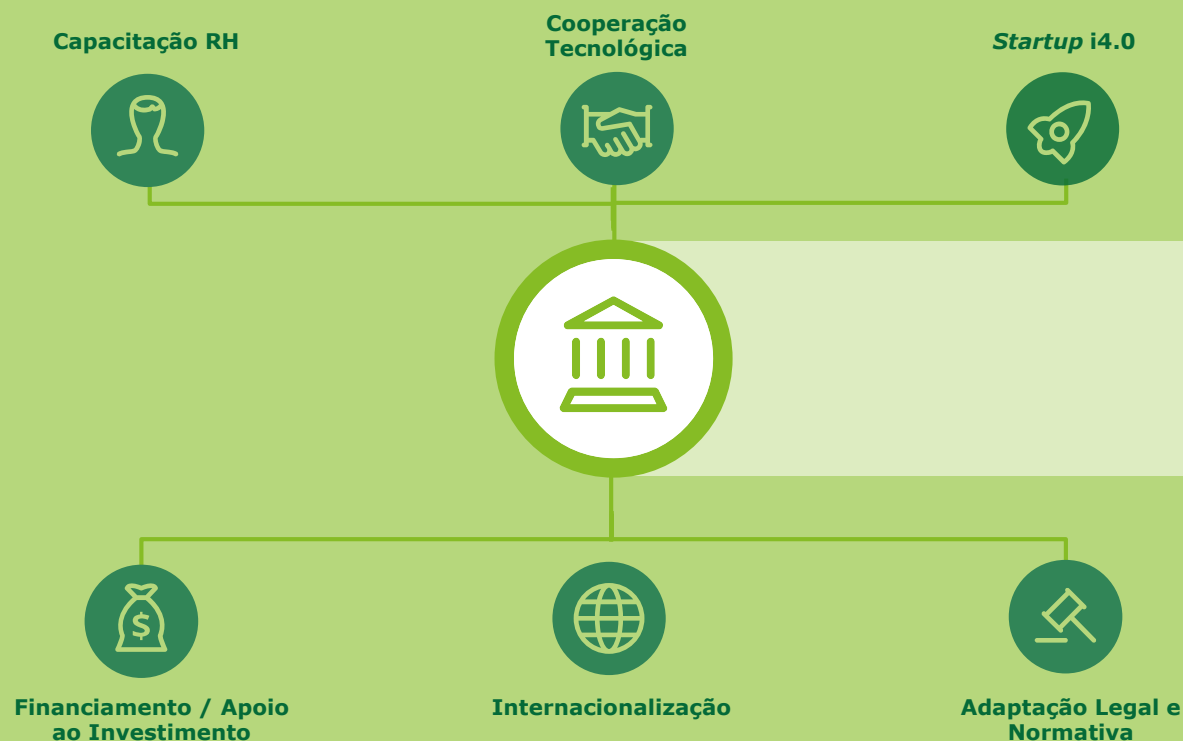 Capacitação RH
Cooperação
Tecnológica
Startup i4.0
$
Financiamento / Apoio
ao Investimento
Internacionalização
Adaptação Legal e
Normativa